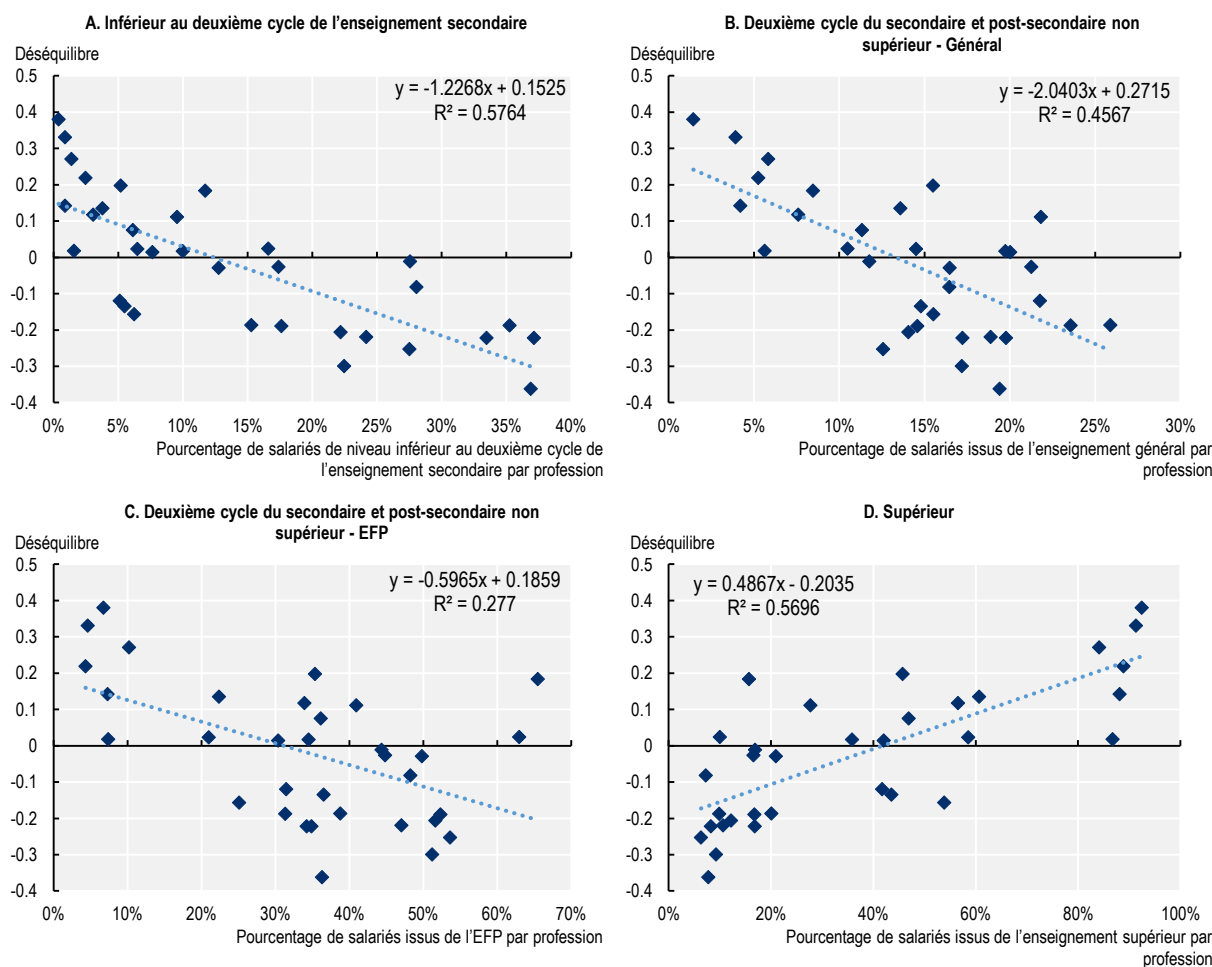 A. Inférieur au deuxième cycle de l’enseignement secondaire
Déséquilibre
y = -1.2268x + 0.1525
R² = 0.5764
0.5
0.4
0.3
0.2
0.1
0
-0.1
-0.2
-0.3
-0.4
0% 5% 10% 15% 20% 25% 30% 35% 40%
Pourcentage de salariés de niveau inférieur au deuxième cycle de
l’enseignement secondaire par profession
B. Deuxième cycle du secondaire et post-secondaire non
supérieur - Général
Déséquilibre
y = -2.0403x + 0.2715
R² = 0.4567
0.5
0.4
0.3
0.2
0.1
0
-0.1
-0.2
-0.3
-0.4
0% 5% 10% 15% 20% 25% 30%
Pourcentage de salariés issus de l’enseignement général par
profession
C. Deuxième cycle du secondaire et post-secondaire non
supérieur - EFP
Déséquilibre
y = -0.5965x + 0.1859
R² = 0.277
0.5
0.4
0.3
0.2
0.1
0
-0.1
-0.2
-0.3
-0.4
0% 10% 20% 30% 40% 50% 60% 70%
Pourcentage de salariés issus de l’EFP par profession
D. Supérieur
Déséquilibre
y = 0.4867x - 0.2035
R² = 0.5696
0.5
0.4
0.3
0.2
0.1
0
-0.1
-0.2
-0.3
-0.4
0% 20% 40% 60% 80% 100%
Pourcentage de salariés issus de l’enseignement supérieur par
profession